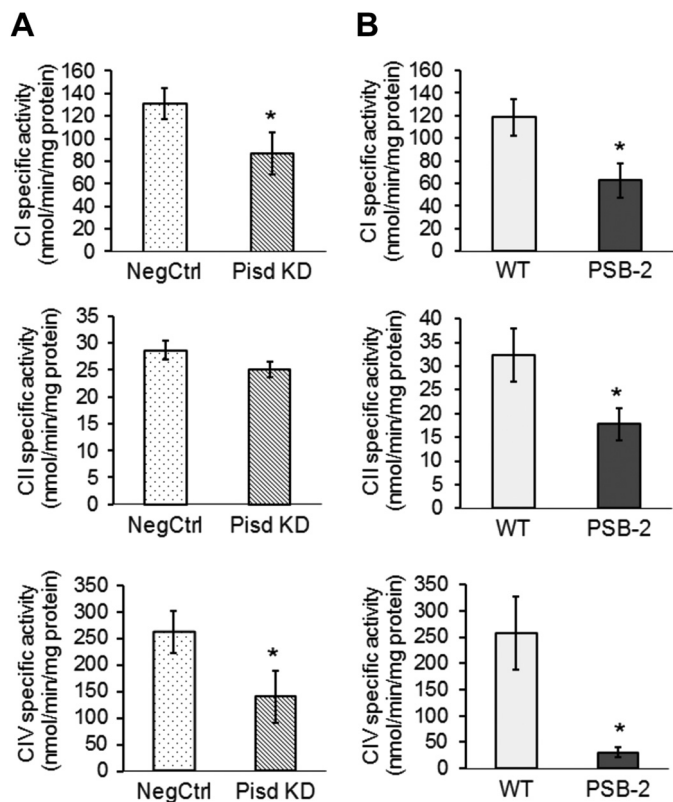 A
B
CI specific activity
(nmol/min/mg protein)
160
140
120
100
80
60
40
20
0
*
NegCtrl Pisd KD
CI specific activity
(nmol/min/mg protein)
160
140
120
100
80
60
40
20
0
*
WT PSB-2
CII specific activity
(nmol/min/mg protein)
35
30
25
20
15
10
5
0
NegCtrl Pisd KD
CII specific activity
(nmol/min/mg protein)
40
35
30
25
20
15
10
5
0
*
WT PSB-2
CIV specific activity
(nmol/min/mg protein)
350
300
250
200
150
100
50
0
*
NegCtrl Pisd KD
CIV specific activity
(nmol/min/mg protein)
350
300
250
200
150
100
50
0
*
WT PSB-2